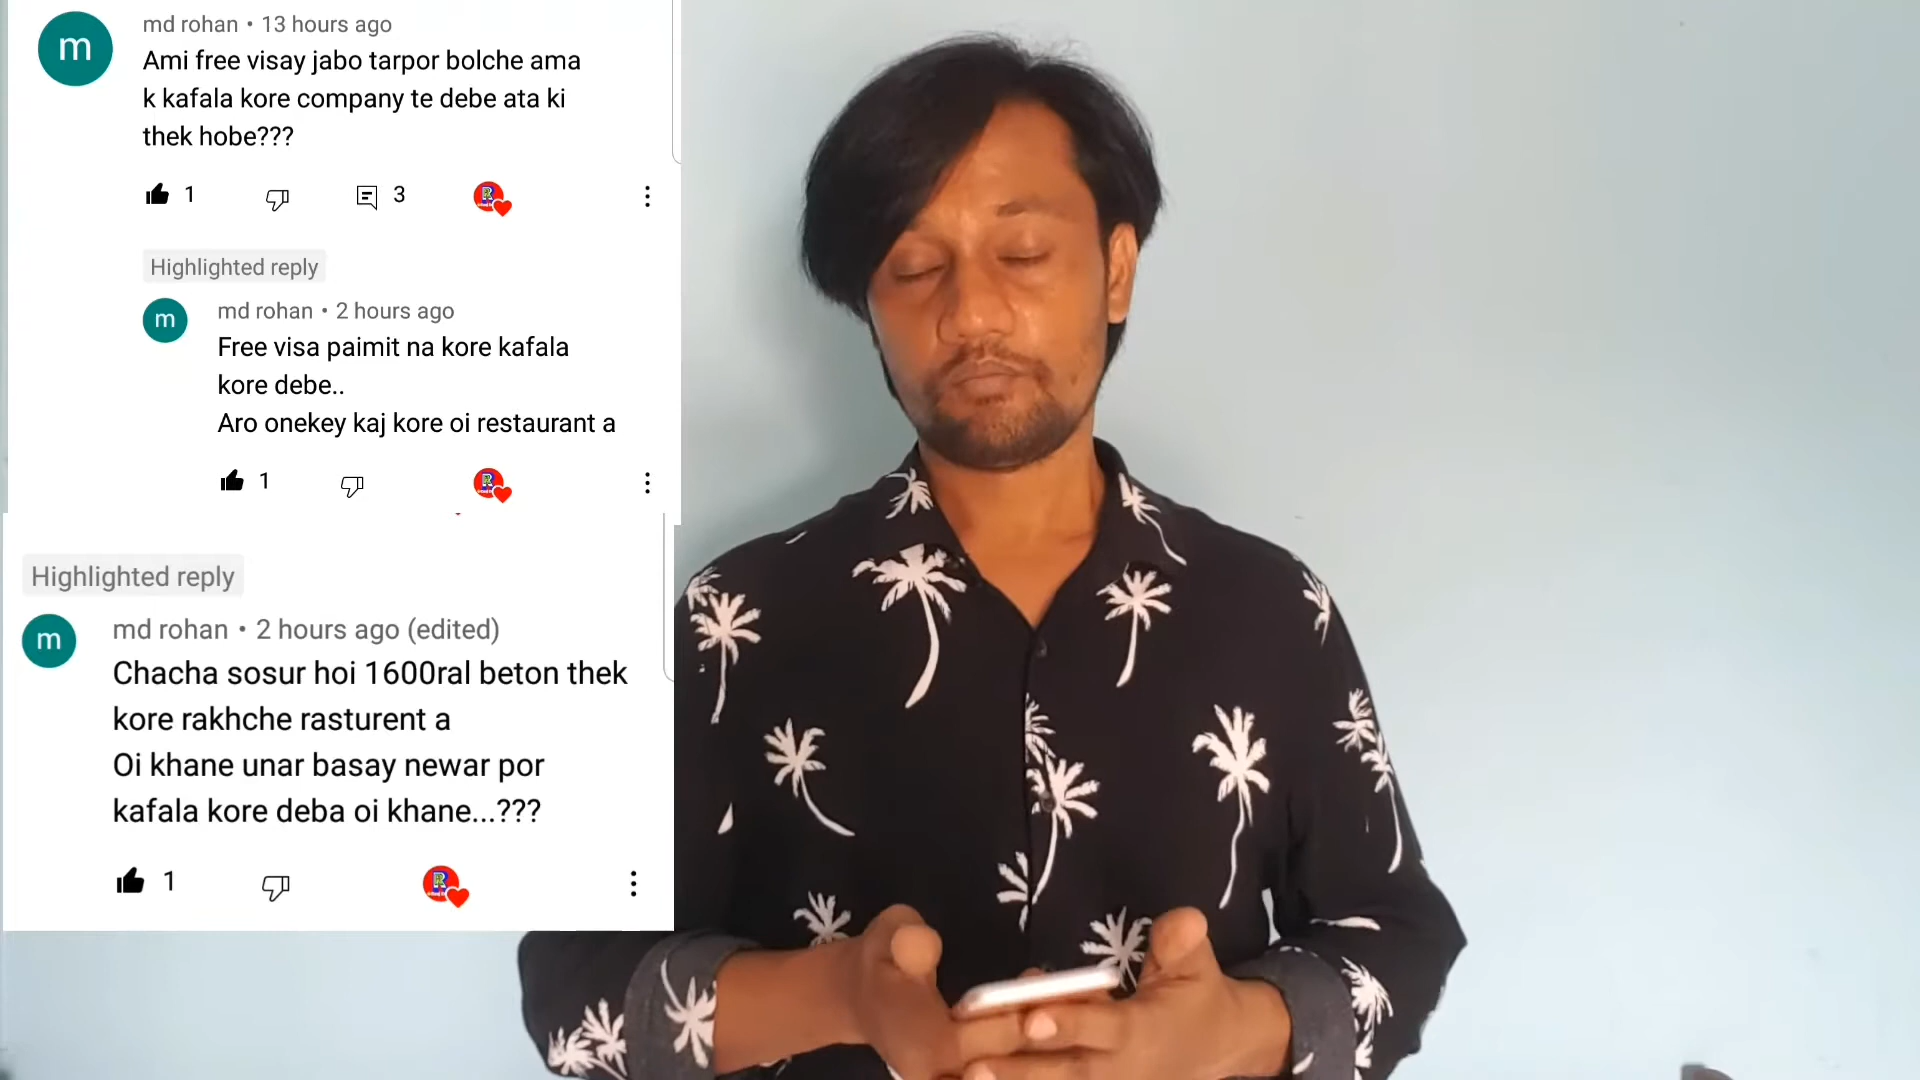 m
md rohan • 13 hours ago
Ami free visay jabo tarpor bolche ama
k kafala kore company te debe ata ki
thek hobe???
1
3
R
Highlighted reply
m
md rohan • 2 hours ago
Free visa paimit na kore kafala
kore debe..
Aro onekey kaj kore oi restaurant a
1
R
Highlighted reply
m
md rohan • 2 hours ago (edited)
Chacha sosur hoi 1600ral beton thek
kore rakhche rasturent a
Oi khane unar basay newar por
kafala kore deba oi khane...???
1
R